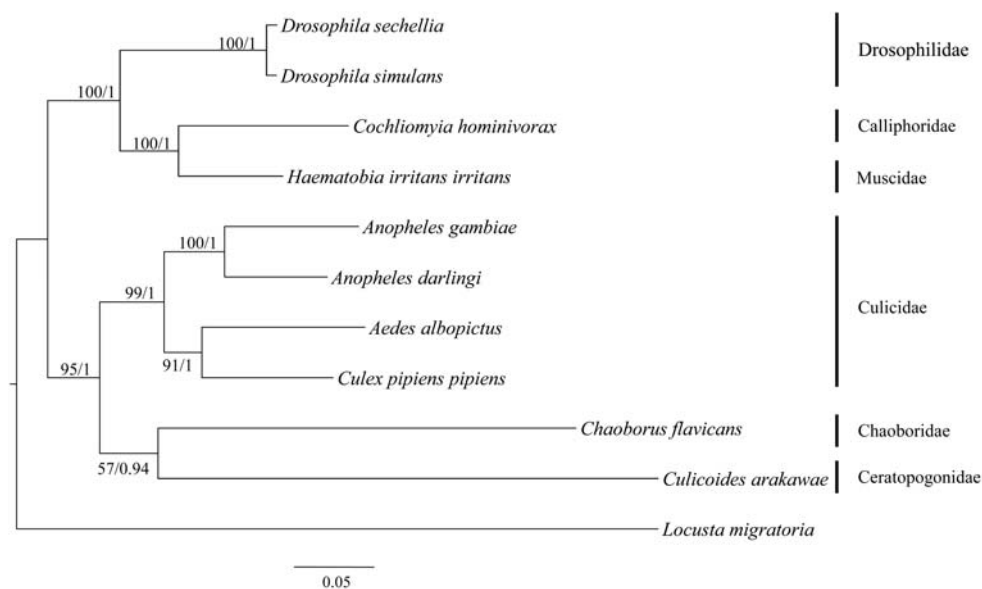 Drosophila sechellia
100/1
Drosophilidae
Drosophila simulans
100/1
Cochliomyia hominivorax
Calliphoridae
100/1
Haematobia irritans irritans
Muscidae
Anopheles gambiae
100/1
Anopheles darlingi
99/1
Culicidae
Aedes albopictus
91/1
95/1
Culex pipiens pipiens
Chaoborus flavicans
Chaoboridae
57/0.94
Culicoides arakawae
Ceratopogonidae
Locusta migratoria
0.05